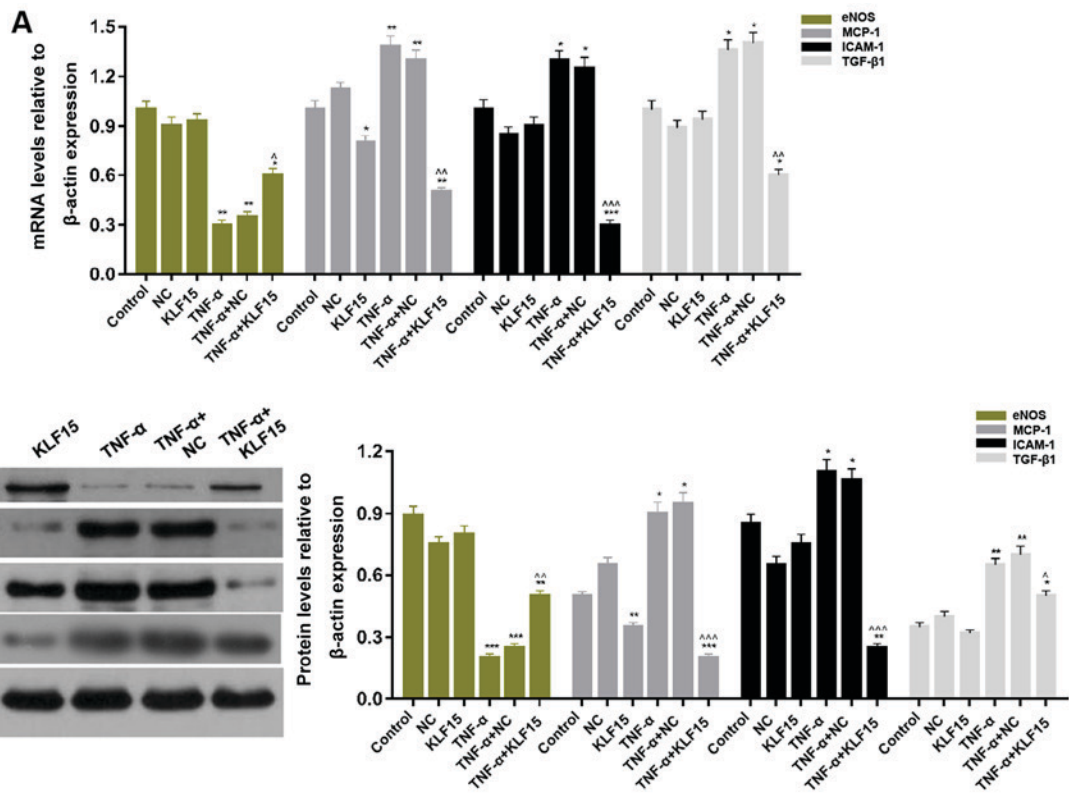 A
eNOS
MCP-1
ICAM-1
TGF-β1
mRNA levels relative to
β-actin expression
1.5
1.2
0.9
0.6
0.3
0.0
** ** ^ *
* ** ** ^^ **
* * ^^^ ***
* * ^^ *
Control NC KLF15 TNF-α TNF-α+NC TNF-α+KLF15
Control NC KLF15 TNF-α TNF-α+NC TNF-α+KLF15
Control NC KLF15 TNF-α TNF-α+NC TNF-α+KLF15
Control NC KLF15 TNF-α TNF-α+NC TNF-α+KLF15
KLF15
TNF-α
TNF-α+
NC
TNF-α+
KLF15
eNOS
MCP-1
ICAM-1
TGF-β1
Protein levels relative to
β-actin expression
1.2
0.9
0.6
0.3
0.0
*** *** ^^ **
** * * ^^^ ***
* * ^^^ **
** ** ^ *
Control NC KLF15 TNF-α TNF-α+NC TNF-α+KLF15
Control NC KLF15 TNF-α TNF-α+NC TNF-α+KLF15
Control NC KLF15 TNF-α TNF-α+NC TNF-α+KLF15
Control NC KLF15 TNF-α TNF-α+NC TNF-α+KLF15